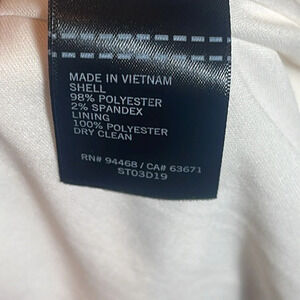 MADE IN VIETNAM
SHELL
98% POLYESTER
2% SPANDEX
LINING
100% POLYESTER
DRY CLEAN
RN# 94468 / CA# 63671
ST03D19